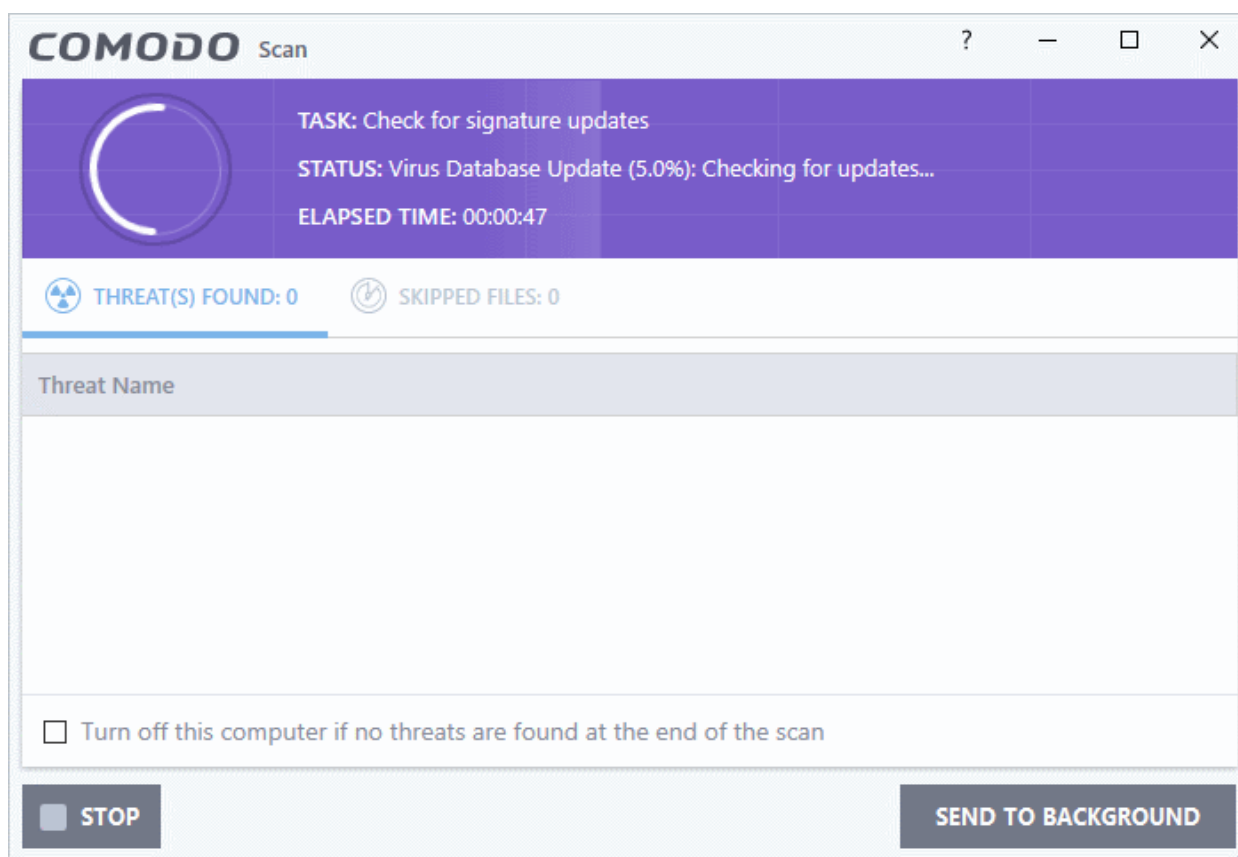 COMODO Scan ?
TASK: Check for signature updates
STATUS: Virus Database Update (5.0%): Checking for updates...
ELAPSED TIME: 00:00:47
THREAT(S) FOUND: 0 SKIPPED FILES: 0
Threat Name
Turn off this computer if no threats are found at the end of the scan
STOP SEND TO BACKGROUND